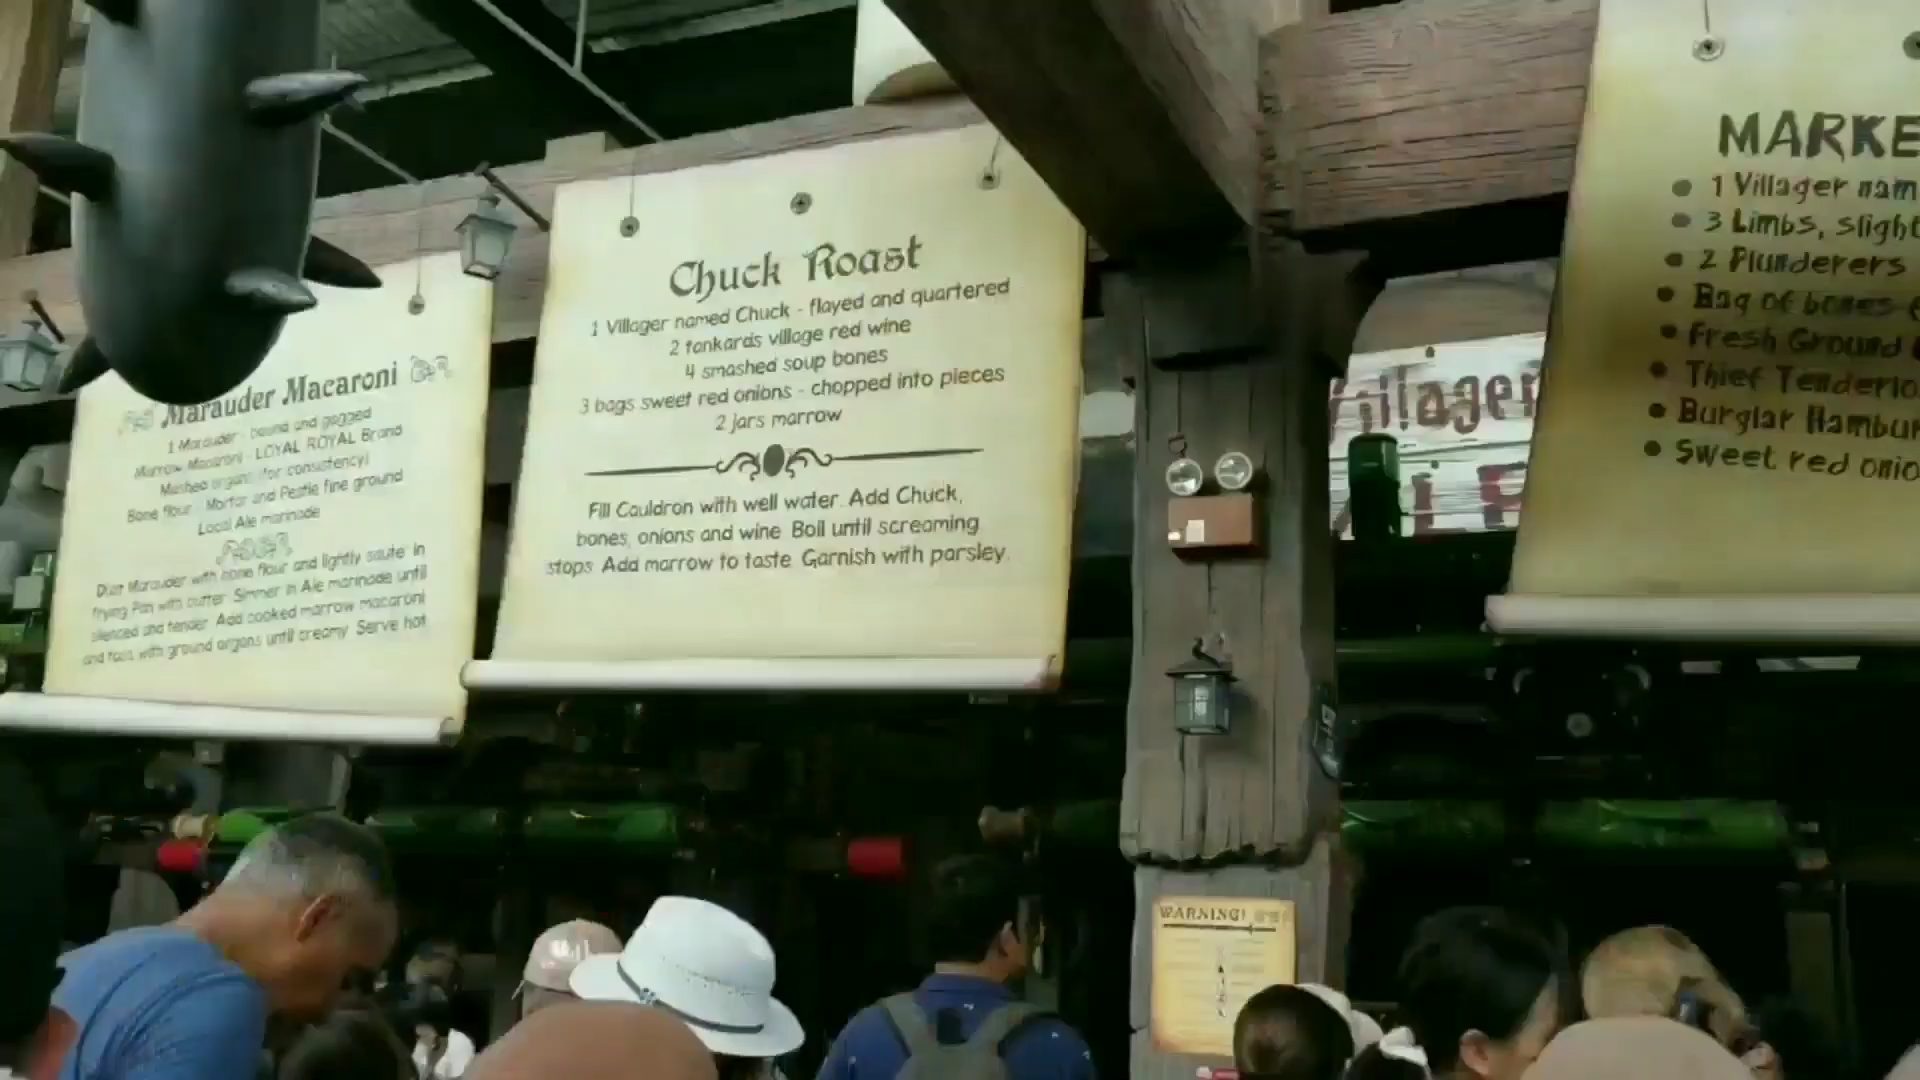 Marauder Macaroni
1 Marauder - bound and gagged
Marrow Macaroni - LOYAL ROYAL Brand
Mashed organs (for consistency)
Bone flour - Mortar and Pestle fine ground
Local Ale marinade
Dust Marauder with bone flour and lightly saute in
frying Pan with butter. Simmer in Ale marinade until
silenced and tender. Add cooked marrow macaroni
and toss with ground organs until creamy. Serve hot
Chuck Roast
1 Villager named Chuck - flayed and quartered
2 tankards village red wine
4 smashed soup bones
3 bags sweet red onions - chopped into pieces
2 jars marrow
Fill Cauldron with well water. Add Chuck,
bones, onions and wine. Boil until screaming
stops. Add marrow to taste. Garnish with parsley.
Villager
MARKE
1 Villager nam
3 Limbs, slight
2 Plunderers
Bag of bones
Fresh Ground
Thief Tenderlo
Burglar Hambur
Sweet red onio
WARNING!